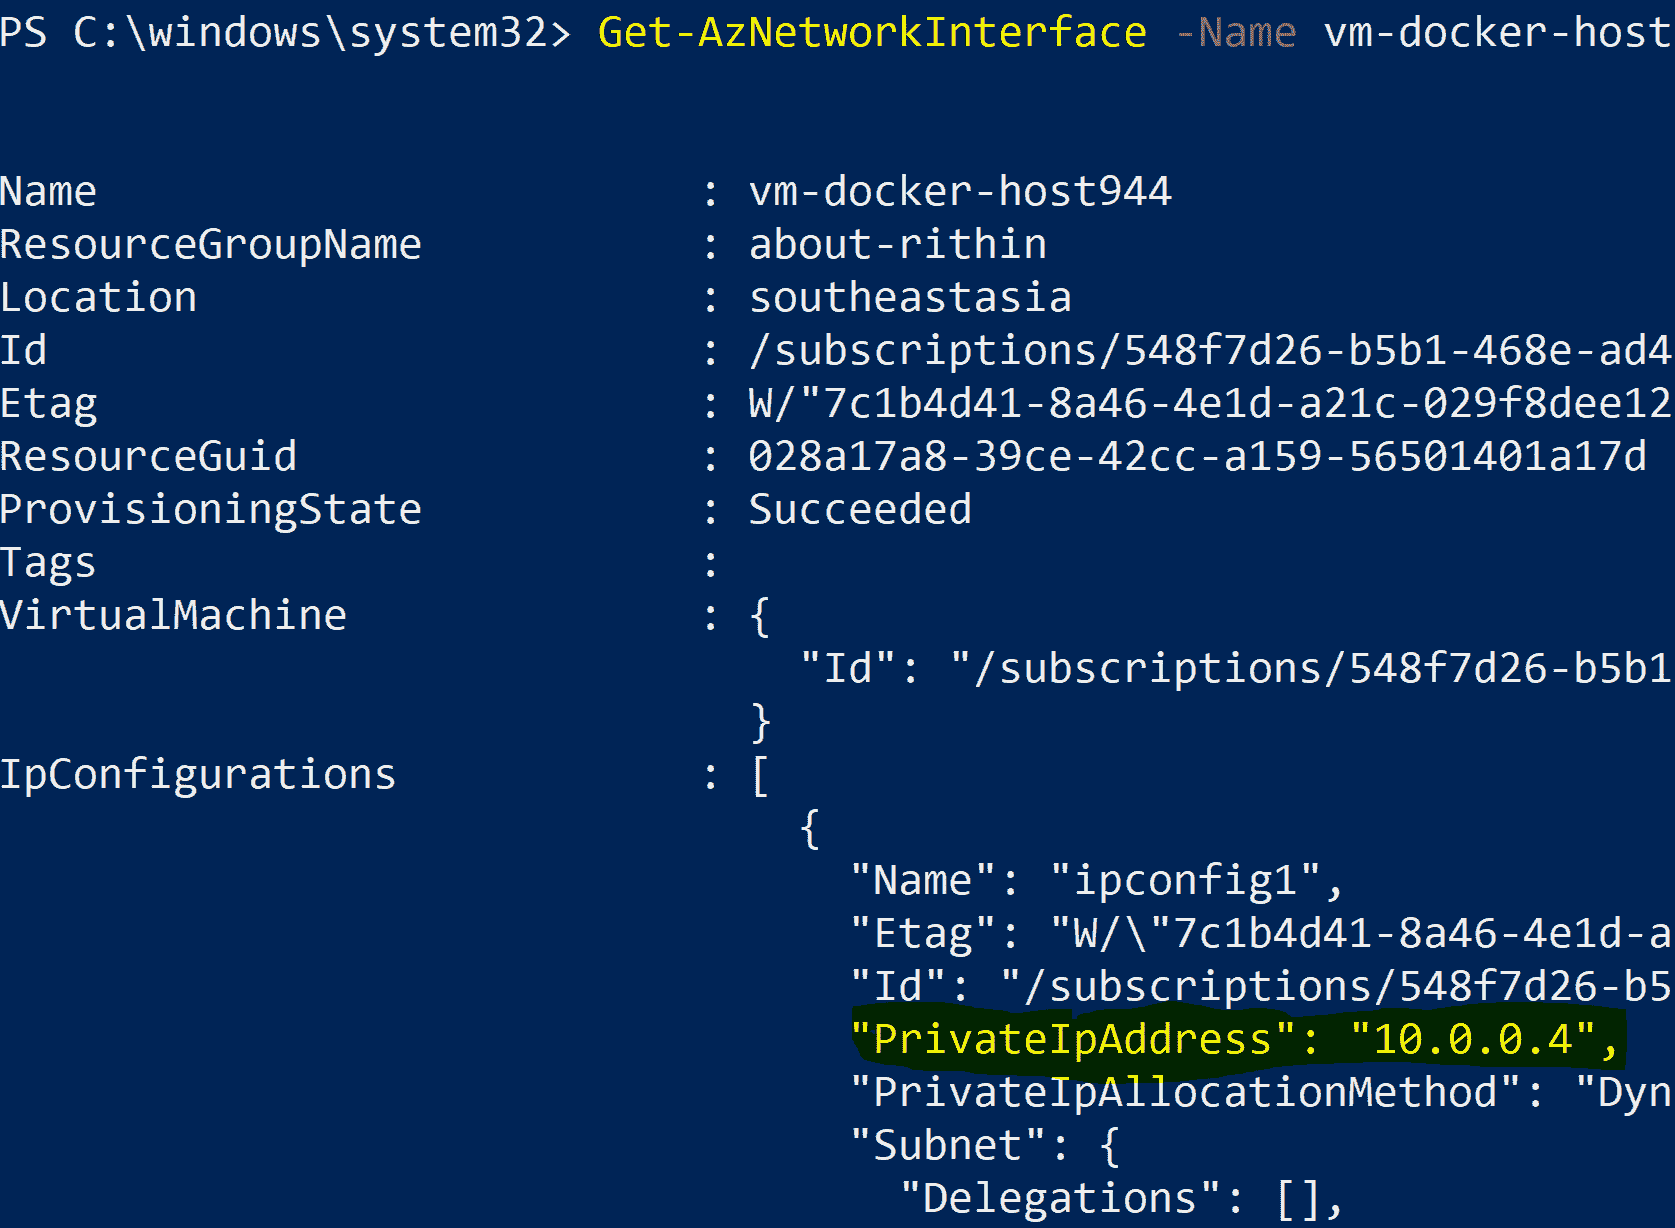 PS C:\windows\system32> Get-AzNetworkInterface -Name vm-docker-host
Name : vm-docker-host944
ResourceGroupName : about-rithin
Location : southeastasia
Id : /subscriptions/548f7d26-b5b1-468e-ad4
Etag : W/"7c1b4d41-8a46-4e1d-a21c-029f8dee12
ResourceGuid : 028a17a8-39ce-42cc-a159-56501401a17d
ProvisioningState : Succeeded
Tags :
VirtualMachine : {
"Id": "/subscriptions/548f7d26-b5b1
}
IpConfigurations : [
{
"Name": "ipconfig1",
"Etag": "W/\"7c1b4d41-8a46-4e1d-a
"Id": "/subscriptions/548f7d26-b5
"PrivateIpAddress": "10.0.0.4",
"PrivateIpAllocationMethod": "Dyn
"Subnet": {
"Delegations": [],